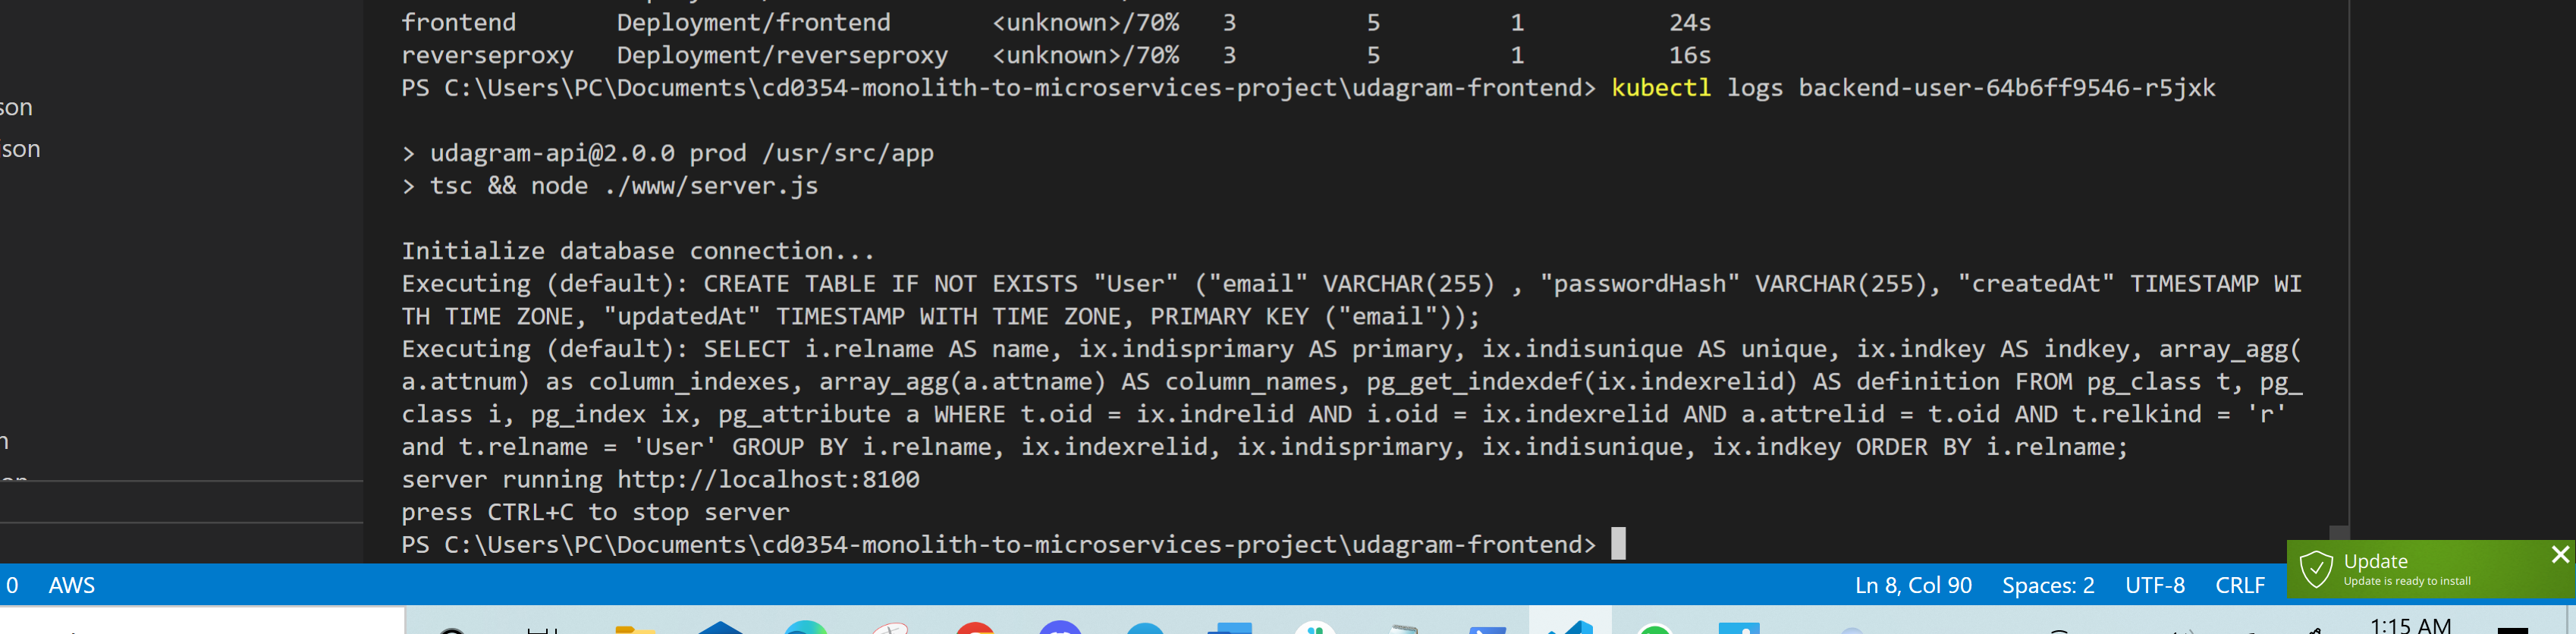 frontend Deployment/frontend <unknown>/70% 3 5 1 24s
reverseproxy Deployment/reverseproxy <unknown>/70% 3 5 1 16s
PS C:\Users\PC\Documents\cd0354-monolith-to-microservices-project\udagram-frontend> kubectl logs backend-user-64b6ff9546-r5jxk
son
> udagram-api@2.0.0 prod /usr/src/app
son
> tsc && node ./www/server.js
Initialize database connection...
Executing (default): CREATE TABLE IF NOT EXISTS "User" ("email" VARCHAR(255) , "passwordHash" VARCHAR(255), "createdAt" TIMESTAMP WI
TH TIME ZONE, "updatedAt" TIMESTAMP WITH TIME ZONE, PRIMARY KEY ("email"));
Executing (default): SELECT i.relname AS name, ix.indisprimary AS primary, ix.indisunique AS unique, ix.indkey AS indkey, array_agg(
a.attnum) as column_indexes, array_agg(a.attname) AS column_names, pg_get_indexdef(ix.indexrelid) AS definition FROM pg_class t, pg_
class i, pg_index ix, pg_attribute a WHERE t.oid = ix.indrelid AND i.oid = ix.indexrelid AND a.attrelid = t.oid AND t.relkind = 'r'
and t.relname = 'User' GROUP BY i.relname, ix.indexrelid, ix.indisprimary, ix.indisunique, ix.indkey ORDER BY i.relname;
server running http://localhost:8100
press CTRL+C to stop server
PS C:\Users\PC\Documents\cd0354-monolith-to-microservices-project\udagram-frontend>
Update
Update is ready to install
0 AWS Ln 8, Col 90 Spaces: 2 UTF-8 CRLF
1:15 AM